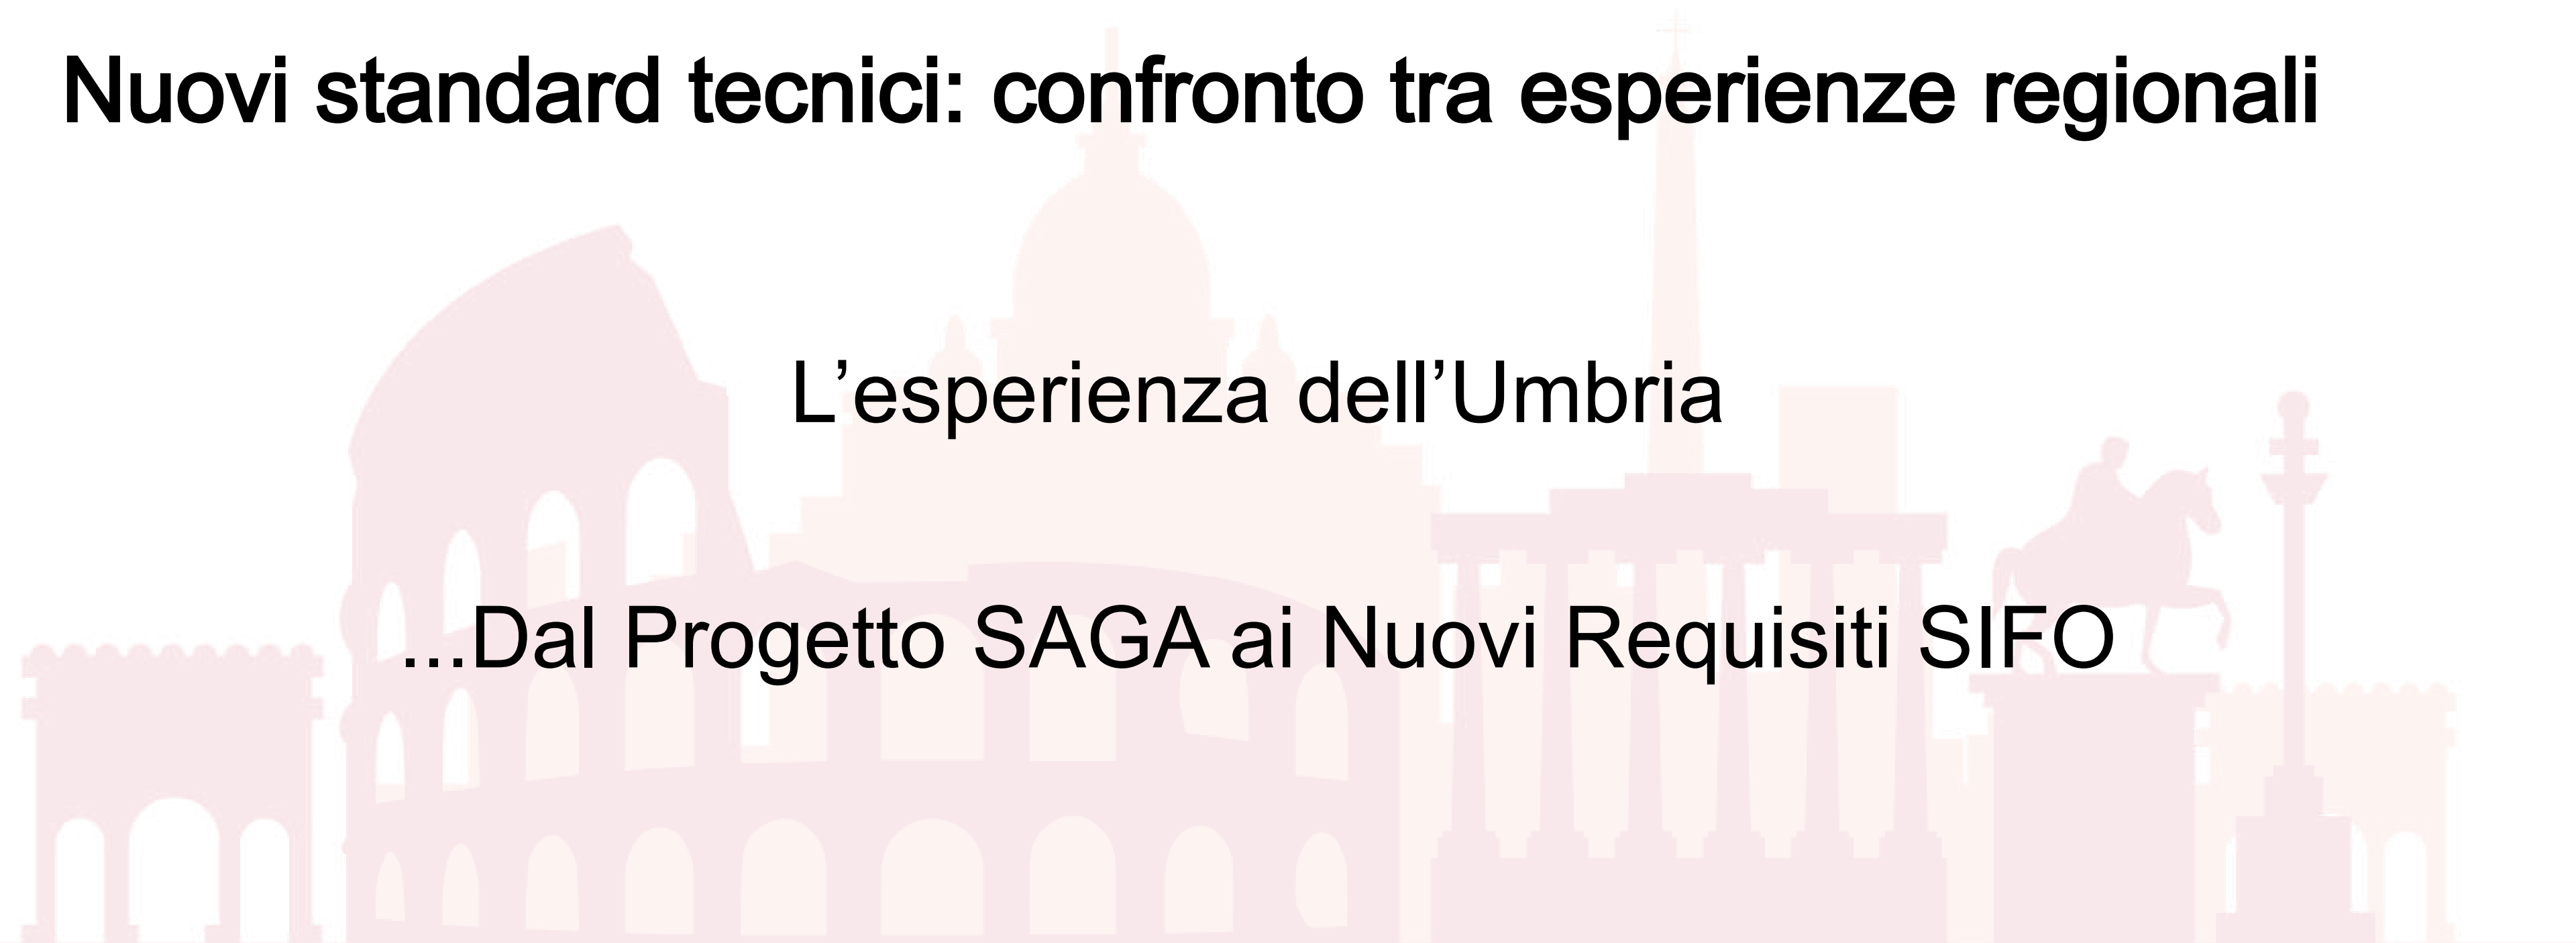 Nuovi standard tecnici: confronto tra esperienze regionali
L’esperienza dell’Umbria
...Dal Progetto SAGA ai Nuovi Requisiti SIFO